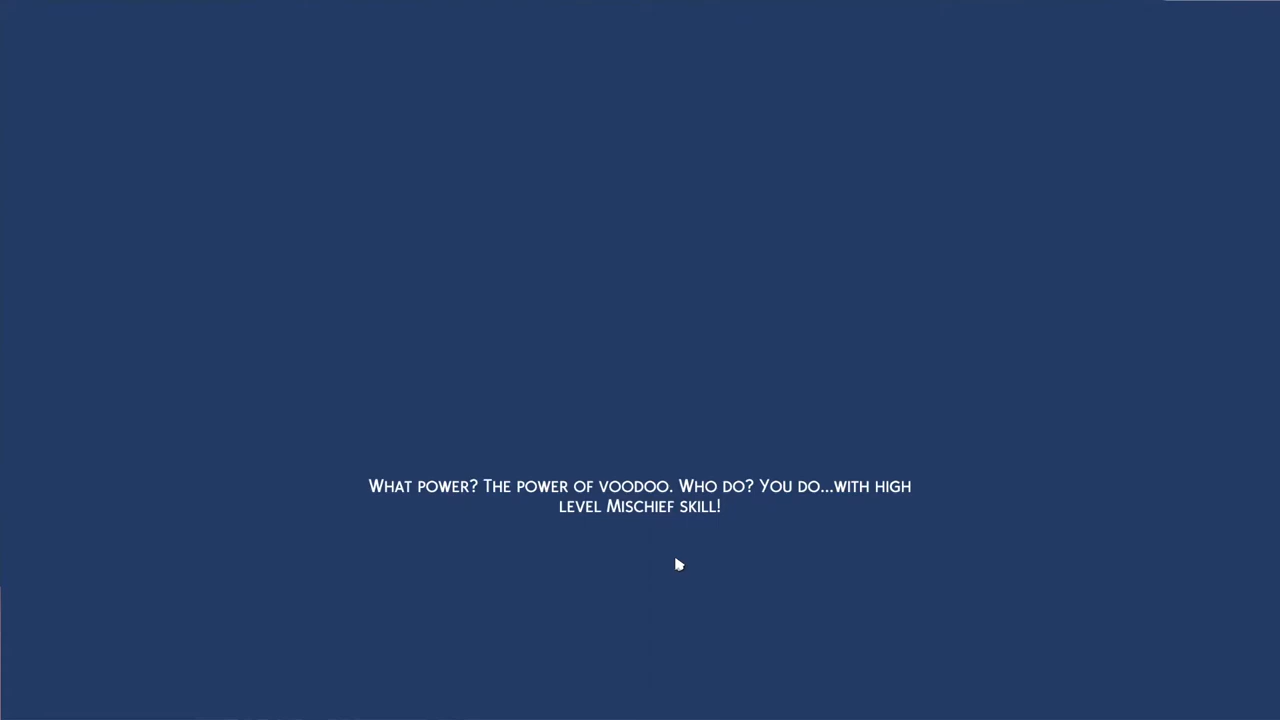 What power? The power of voodoo. Who do? You do...with high
level Mischief skill!